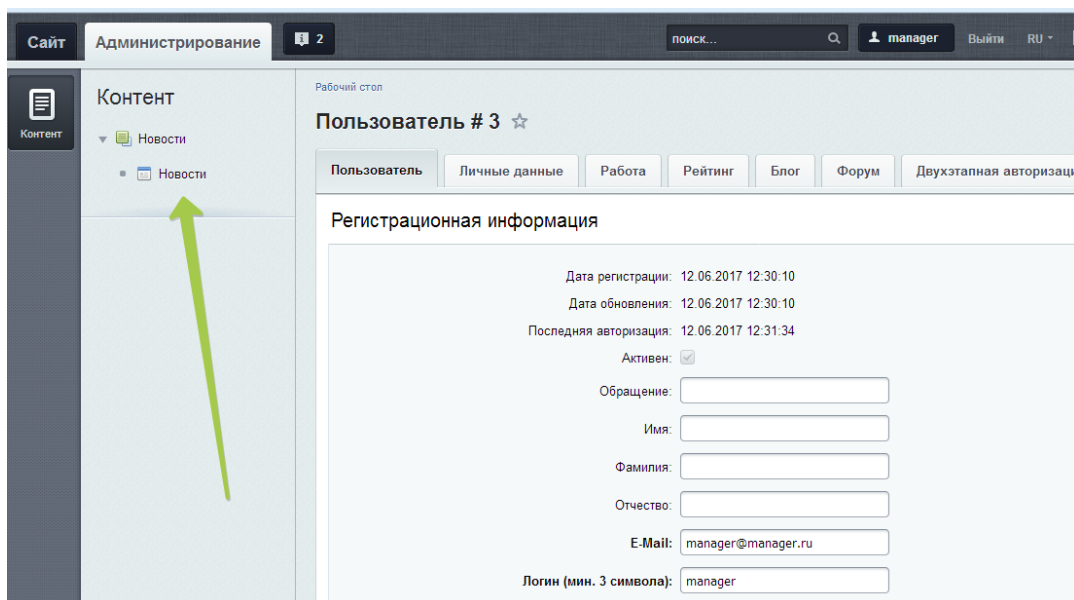 Сайт Администрирование 2 поиск... manager Выйти RU
Контент
Контент
Новости
Новости
Рабочий стол
Пользователь # 3
Пользователь Личные данные Работа Рейтинг Блог Форум Двухэтапная авторизаци
Регистрационная информация
Дата регистрации: 12.06.2017 12:30:10
Дата обновления: 12.06.2017 12:30:10
Последняя авторизация: 12.06.2017 12:31:34
Активен:
Обращение:
Имя:
Фамилия:
Отчество:
E-Mail: manager@manager.ru
Логин (мин. 3 символа): manager